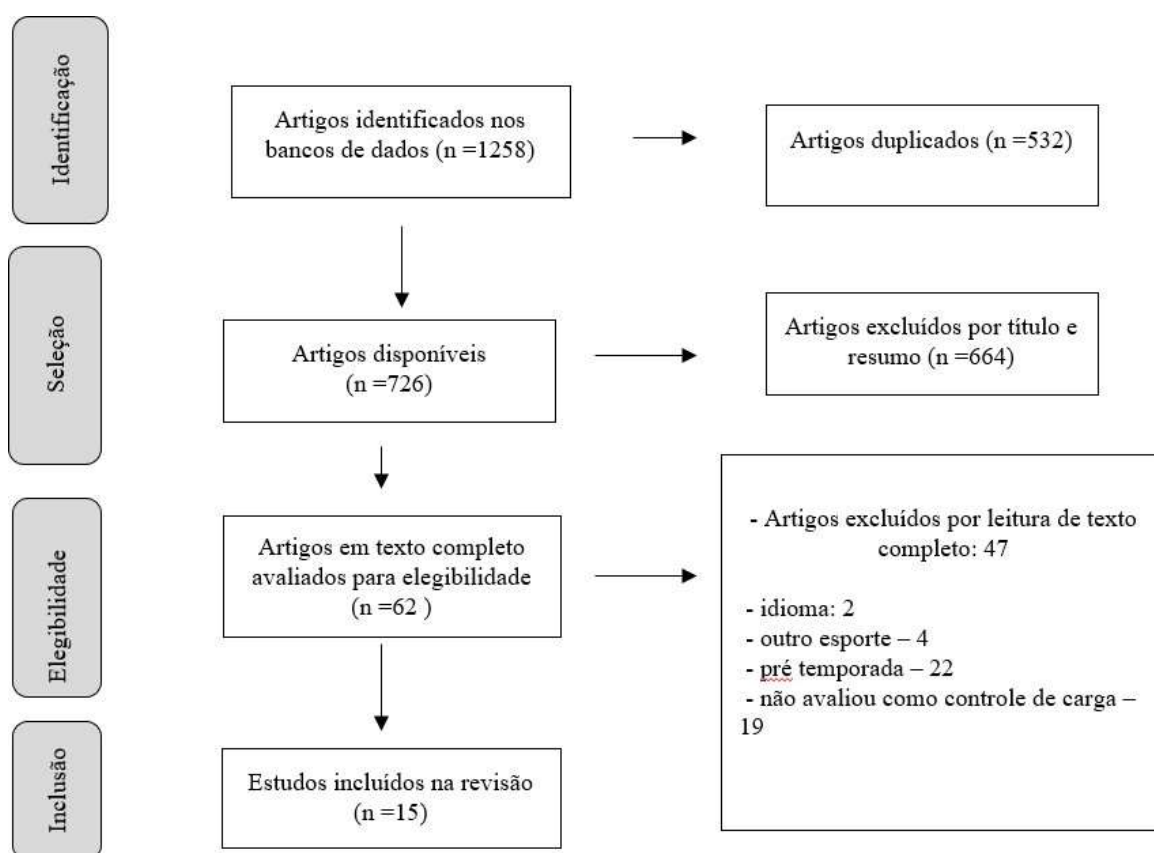 Identificação
Artigos identificados nos
bancos de dados (n =1258)
Artigos duplicados (n =532)
Seleção
Artigos disponíveis
(n =726)
Artigos excluídos por título e
resumo (n =664)
Elegibilidade
Artigos em texto completo
avaliados para elegibilidade
(n =62 )
- Artigos excluídos por leitura de texto
completo: 47
- idioma: 2
- outro esporte – 4
- pré temporada – 22
- não avaliou como controle de carga –
19
Inclusão
Estudos incluídos na revisão
(n =15)